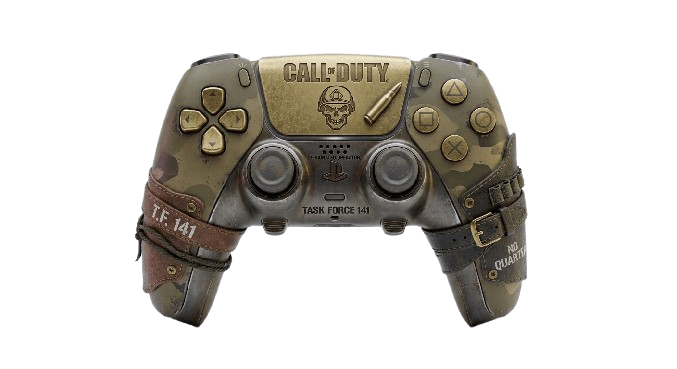 CALL OF DUTY
TASK FORCE 141
T.F. 141
NO
QUARTER